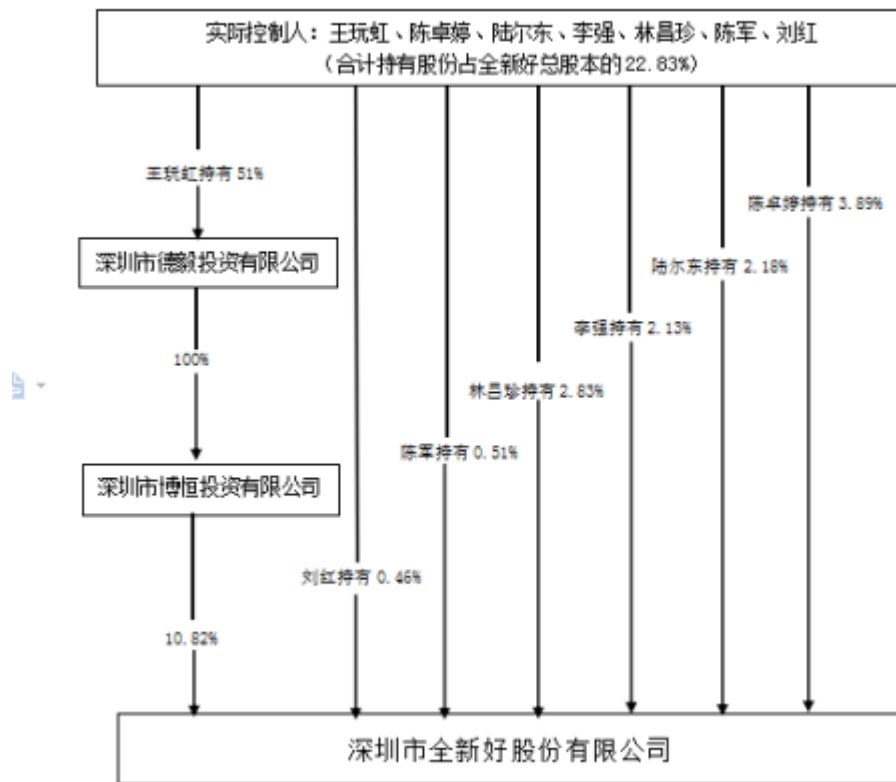 实际控制人：王玩虹、陈卓婷、陆尔东、李强、林昌珍、陈军、刘红
（合计持有股份占全新好总股本的22.83%）
王玩虹持有51%
陈卓婷持有3.89%
深圳市德毅投资有限公司
陆尔东持有2.18%
李强持有2.13%
100%
林昌珍持有2.83%
陈军持有0.51%
深圳市博恒投资有限公司
刘红持有0.46%
10.82%
深圳市全新好股份有限公司